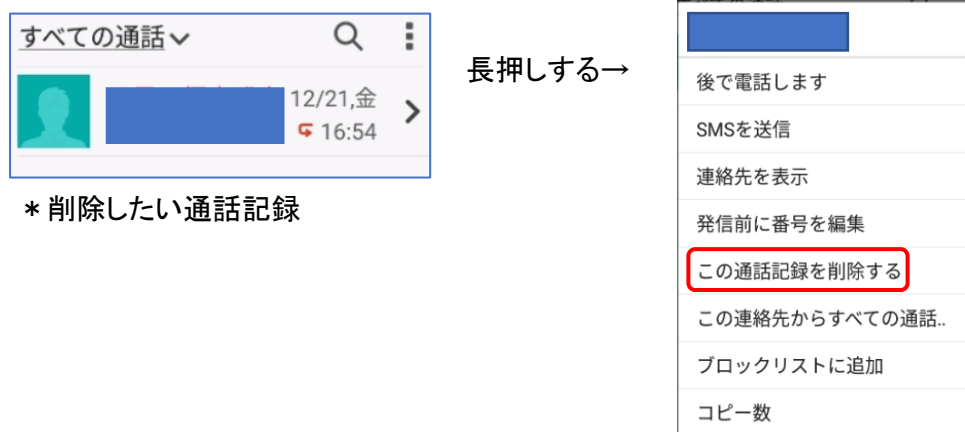 すべての通話
12/21,金
16:54
＊削除したい通話記録
長押しする→
後で電話します
SMSを送信
連絡先を表示
発信前に番号を編集
この通話記録を削除する
この連絡先からすべての通話..
ブロックリストに追加
コピー数